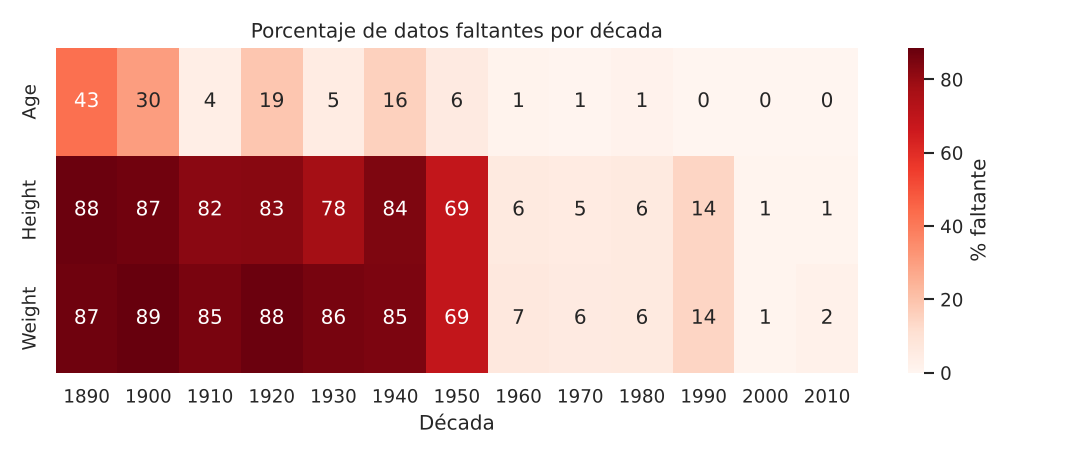 Porcentaje de datos faltantes por década
Age 43 30 4 19 5 16 6 1 1 1 0 0 0
Height 88 87 82 83 78 84 69 6 5 6 14 1 1
Weight 87 89 85 88 86 85 69 7 6 6 14 1 2
1890 1900 1910 1920 1930 1940 1950 1960 1970 1980 1990 2000 2010
Década
80
60
40
20
0
% faltante